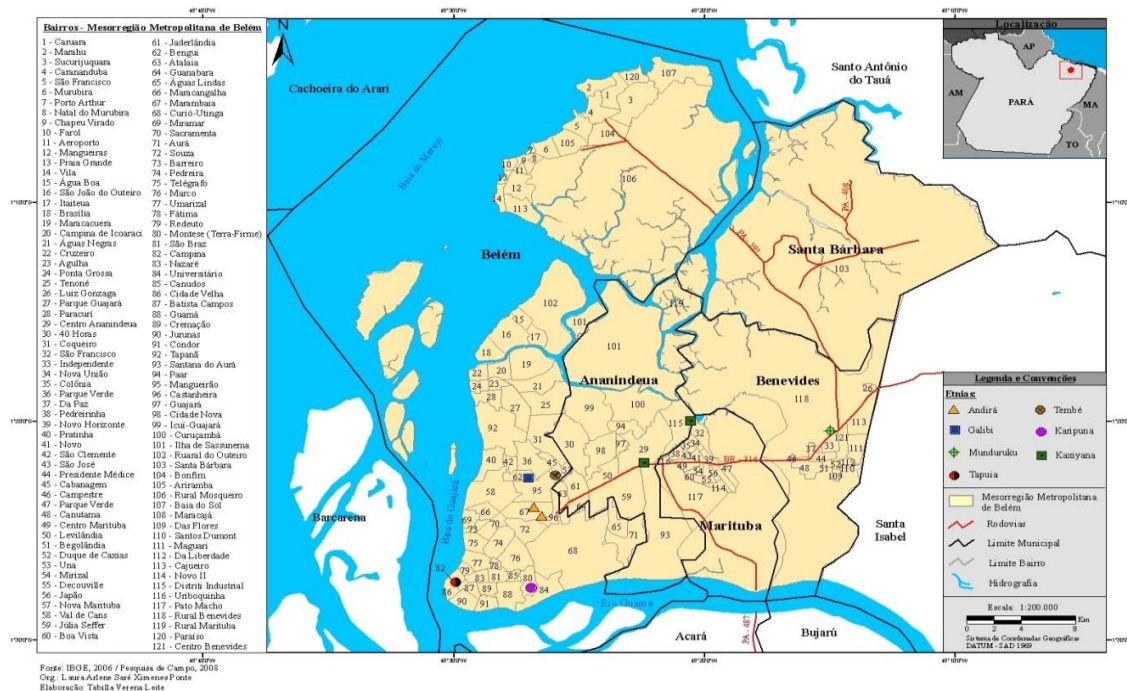 Bairros - Mesorregião Metropolitana de Belém
1 - Caruara
2 - Marahu
3 - Sucurijuquara
4 - Carananduba
5 - São Francisco
6 - Murubira
7 - Porto Arthur
8 - Natal do Murubira
9 - Chapeu Virado
10 - Farol
11 - Aeroporto
12 - Mangueiras
13 - Praia Grande
14 - Vila
15 - Água Boa
16 - São João do Outeiro
17 - Itaiteua
18 - Brasília
19 - Maracacuera
20 - Campina de Icoaraci
21 - Águas Negras
22 - Cruzeiro
23 - Agulha
24 - Ponta Grossa
25 - Tenoné
26 - Luiz Gonzaga
27 - Parque Guajará
28 - Paracurí
29 - Centro Ananindeua
30 - 40 Horas
31 - Coqueiro
32 - São Francisco
33 - Independente
34 - Nova União
35 - Colônia
36 - Parque Verde
37 - Da Paz
38 - Pedreirinha
39 - Novo Horizonte
40 - Pratinha
41 - Novo
42 - São Clemente
43 - São José
44 - Presidente Médice
45 - Cabanagem
46 - Campestre
47 - Parque Verde
48 - Canutama
49 - Centro Marituba
50 - Levilândia
51 - Begolândia
52 - Duque de Caxias
53 - Una
54 - Mirizal
55 - Decouville
56 - Japão
57 - Nova Marituba
58 - Val de Cans
59 - Júlia Seffer
60 - Boa Vista
61 - Jaderlândia
62 - Bengui
63 - Atalaia
64 - Guanabara
65 - Águas Lindas
66 - Maracangalha
67 - Marambaia
68 - Curió-Utinga
69 - Miramar
70 - Sacramenta
71 - Aurá
72 - Souza
73 - Barreiro
74 - Pedreira
75 - Telégrafo
76 - Marco
77 - Umarizal
78 - Fátima
79 - Reduto
80 - Montese (Terra-Firme)
81 - São Braz
82 - Campina
83 - Nazaré
84 - Universitário
85 - Canudos
86 - Cidade Velha
87 - Batista Campos
88 - Guamá
89 - Cremação
90 - Jurunas
91 - Condor
92 - Tapanã
93 - Santana do Aurá
94 - Paar
95 - Mangueirão
96 - Castanheira
97 - Guajará
98 - Cidade Nova
99 - Icuí-Guajará
100 - Curuçambá
101 - Ilha de Sassunema
102 - Ruaral do Outeiro
103 - Santa Bárbara
104 - Bonfim
105 - Ariramba
106 - Rural Mosqueiro
107 - Baia do Sol
108 - Maracajá
109 - Das Flores
110 - Santos Dumont
111 - Maguari
112 - Da Liberdade
113 - Cajueiro
114 - Novo II
115 - Distriti Industrial
116 - Uriboquinha
117 - Pato Macho
118 - Rural Benevides
119 - Rural Marituba
120 - Paraíso
121 - Centro Benevides
N
Cachoeira do Arari
Santo Antônio
do Tauá
Baia do Marajó
Belém
Santa Bárbara
PA - 408
PA - 391
Ananindeua
Benevides
BR - 316
Baia do Guajará
Barcarena
Marituba
Santa
Isabel
Rio Guamá
Acará
PA - 487
Bujarú
Localização
AP
AM
PARÁ
MA
TO
Legenda e Convenções
Etnias:
Andirá
Tembé
Galibi
Karipuna
Munduruku
Kaxiyana
Tapuia
Mesorregião Metropolitana
de Belém
Rodovias
Limite Municipal
Limite Bairro
Hidrografia
Escala: 1:200.000
0 4 8 Km
Sistema de Coordenadas Geográficas
DATUM - SAD 1969
Fonte: IBGE, 2006 / Pesquisa de Campo, 2008
Org.: Laura Arlene Saré Ximenes Ponte
Elaboração: Tabilla Verena Leite